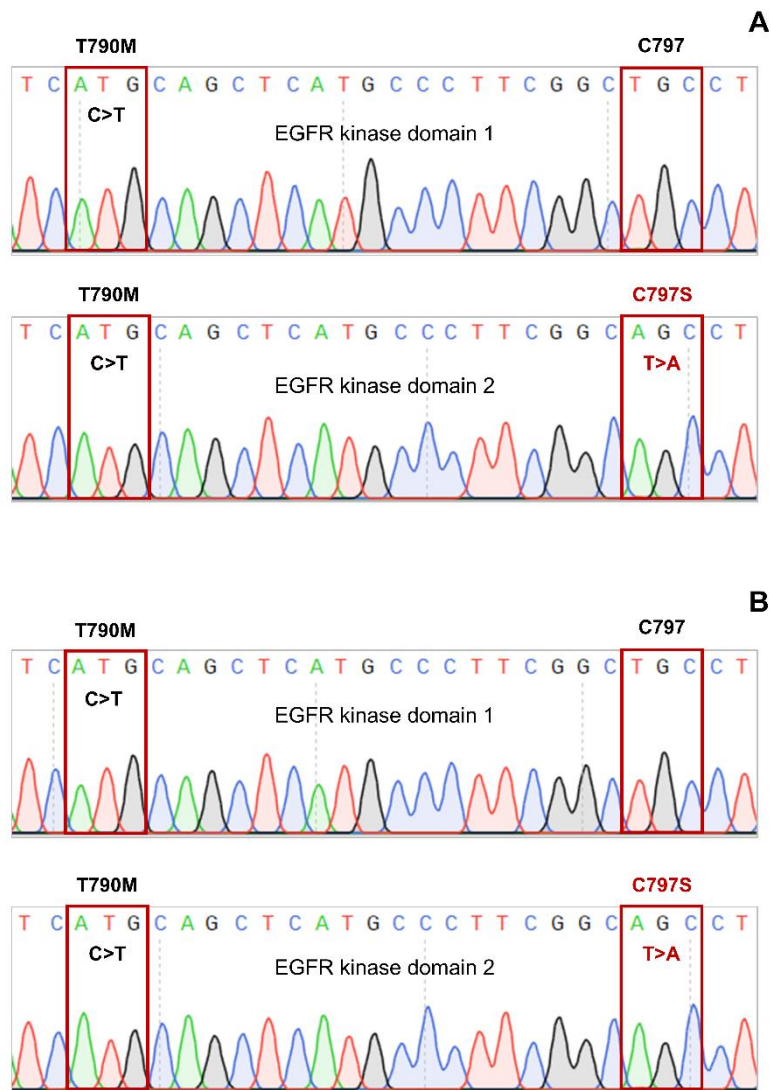 A
T790M C797
T C A T G C A G C T C A T G C C C T T C G G C T G C C T
C>T
EGFR kinase domain 1
T790M C797S
T C A T G C A G C T C A T G C C C T T C G G C A G C C T
C>T T>A
EGFR kinase domain 2
B
T790M C797
T C A T G C A G C T C A T G C C C T T C G G C T G C C T
C>T
EGFR kinase domain 1
T790M C797S
T C A T G C A G C T C A T G C C C T T C G G C A G C C T
C>T T>A
EGFR kinase domain 2